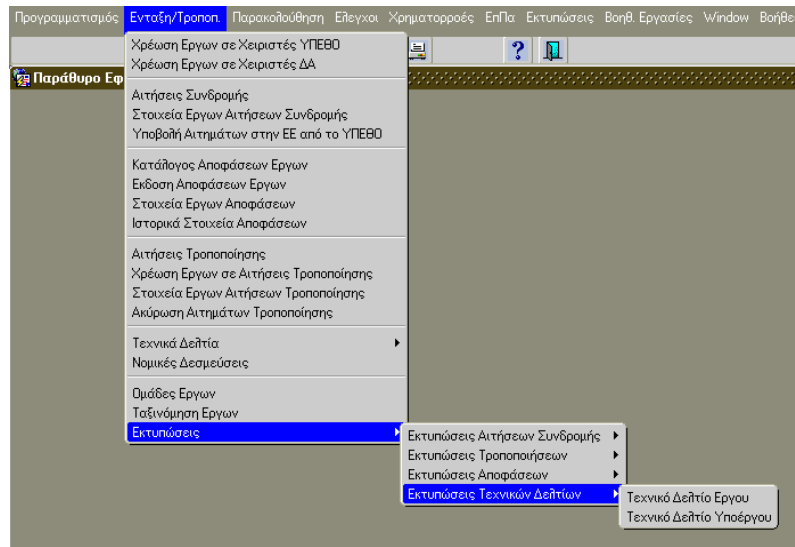 Προγραμματισμός Ενταξη/Τροποπ. Παρακολούθηση Ελεγχοι Χρηματορροές ΕπΠα Εκτυπώσεις Βοηθ. Εργασίες Window Βοήθε
Παράθυρο Εφ
Χρέωση Εργων σε Χειριστές ΥΠΕΘΟ
Χρέωση Εργων σε Χειριστές ΔΑ
Αιτήσεις Συνδρομής
Στοιχεία Εργων Αιτήσεων Συνδρομής
Υποβολή Αιτημάτων στην ΕΕ από το ΥΠΕΘΟ
Κατάλογος Αποφάσεων Εργων
Εκδοση Αποφάσεων Εργων
Στοιχεία Εργων Αποφάσεων
Ιστορικά Στοιχεία Αποφάσεων
Αιτήσεις Τροποποίησης
Χρέωση Εργων σε Αιτήσεις Τροποποίησης
Στοιχεία Εργων Αιτήσεων Τροποποίησης
Ακύρωση Αιτημάτων Τροποποίησης
Τεχνικά Δελτία
Νομικές Δεσμεύσεις
Ομάδες Εργων
Ταξινόμηση Εργων
Εκτυπώσεις
Εκτυπώσεις Αιτήσεων Συνδρομής
Εκτυπώσεις Τροποποιήσεων
Εκτυπώσεις Αποφάσεων
Εκτυπώσεις Τεχνικών Δελτίων
Τεχνικό Δελτίο Εργου
Τεχνικό Δελτίο Υποέργου